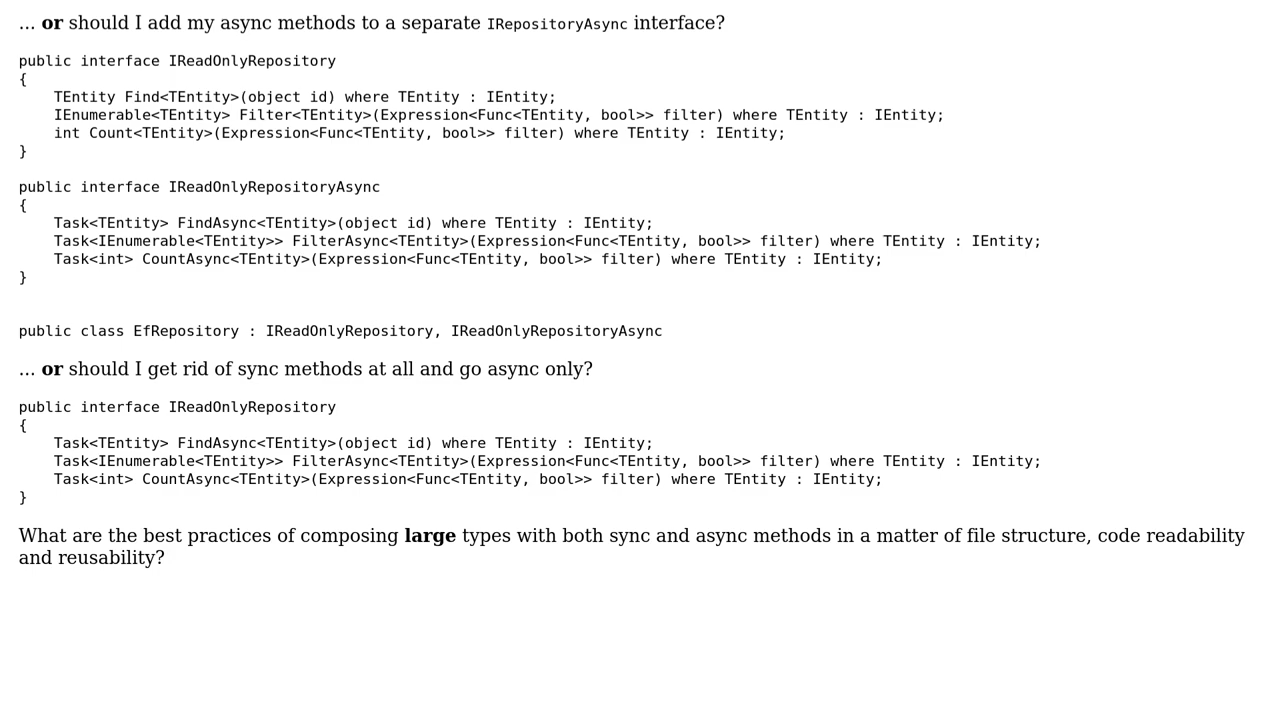 ... or should I add my async methods to a separate IRepositoryAsync interface?
public interface IReadOnlyRepository
{
    TEntity Find<TEntity>(object id) where TEntity : IEntity;
    IEnumerable<TEntity> Filter<TEntity>(Expression<Func<TEntity, bool>> filter) where TEntity : IEntity;
    int Count<TEntity>(Expression<Func<TEntity, bool>> filter) where TEntity : IEntity;
}
public interface IReadOnlyRepositoryAsync
{
    Task<TEntity> FindAsync<TEntity>(object id) where TEntity : IEntity;
    Task<IEnumerable<TEntity>> FilterAsync<TEntity>(Expression<Func<TEntity, bool>> filter) where TEntity : IEntity;
    Task<int> CountAsync<TEntity>(Expression<Func<TEntity, bool>> filter) where TEntity : IEntity;
}
public class EfRepository : IReadOnlyRepository, IReadOnlyRepositoryAsync
... or should I get rid of sync methods at all and go async only?
public interface IReadOnlyRepository
{
    Task<TEntity> FindAsync<TEntity>(object id) where TEntity : IEntity;
    Task<IEnumerable<TEntity>> FilterAsync<TEntity>(Expression<Func<TEntity, bool>> filter) where TEntity : IEntity;
    Task<int> CountAsync<TEntity>(Expression<Func<TEntity, bool>> filter) where TEntity : IEntity;
}
What are the best practices of composing large types with both sync and async methods in a matter of file structure, code readability
and reusability?